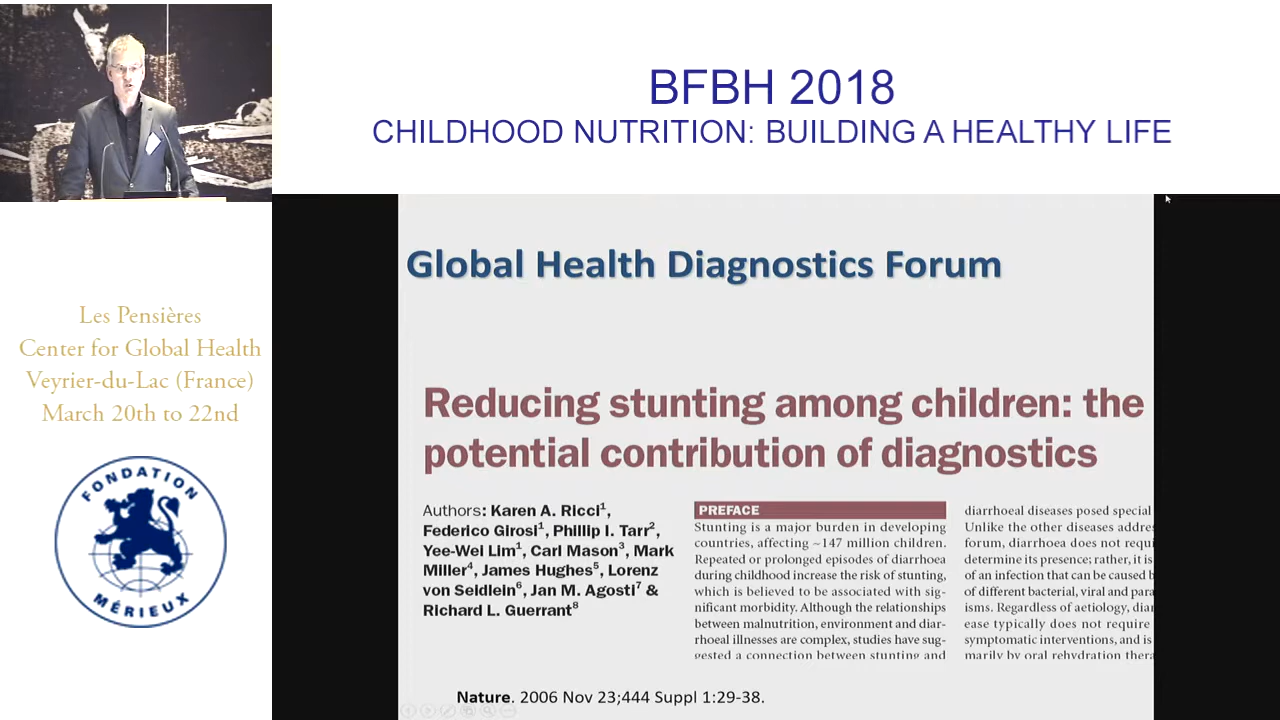 BFBH 2018
CHILDHOOD NUTRITION: BUILDING A HEALTHY LIFE
Les Pensières
Center for Global Health
Veyrier-du-Lac (France)
March 20th to 22nd
FONDATION
MÉRIEUX
Global Health Diagnostics Forum
Reducing stunting among children: the
potential contribution of diagnostics
Authors: Karen A. Ricci¹,
Federico Girosi¹, Phillip I. Tarr²,
Yee-Wei Lim¹, Carl Mason³, Mark
Miller⁴, James Hughes⁵, Lorenz
von Seidlein⁶, Jan M. Agosti⁷ &
Richard L. Guerrant⁸
PREFACE
Stunting is a major burden in developing
countries, affecting ~147 million children.
Repeated or prolonged episodes of diarrhoea
during childhood increase the risk of stunting,
which is believed to be associated with sig-
nificant morbidity. Although the relationships
between malnutrition, environment and diar-
rhoeal illnesses are complex, studies have sug-
gested a connection between stunting and
diarrhoeal diseases posed special
Unlike the other diseases addres
forum, diarrhoea does not requi
determine its presence; rather, it is
of an infection that can be caused b
of different bacterial, viral and para
isms. Regardless of aetiology, diar
ease typically does not require
symptomatic interventions, and is
marily by oral rehydration thera
Nature. 2006 Nov 23;444 Suppl 1:29-38.